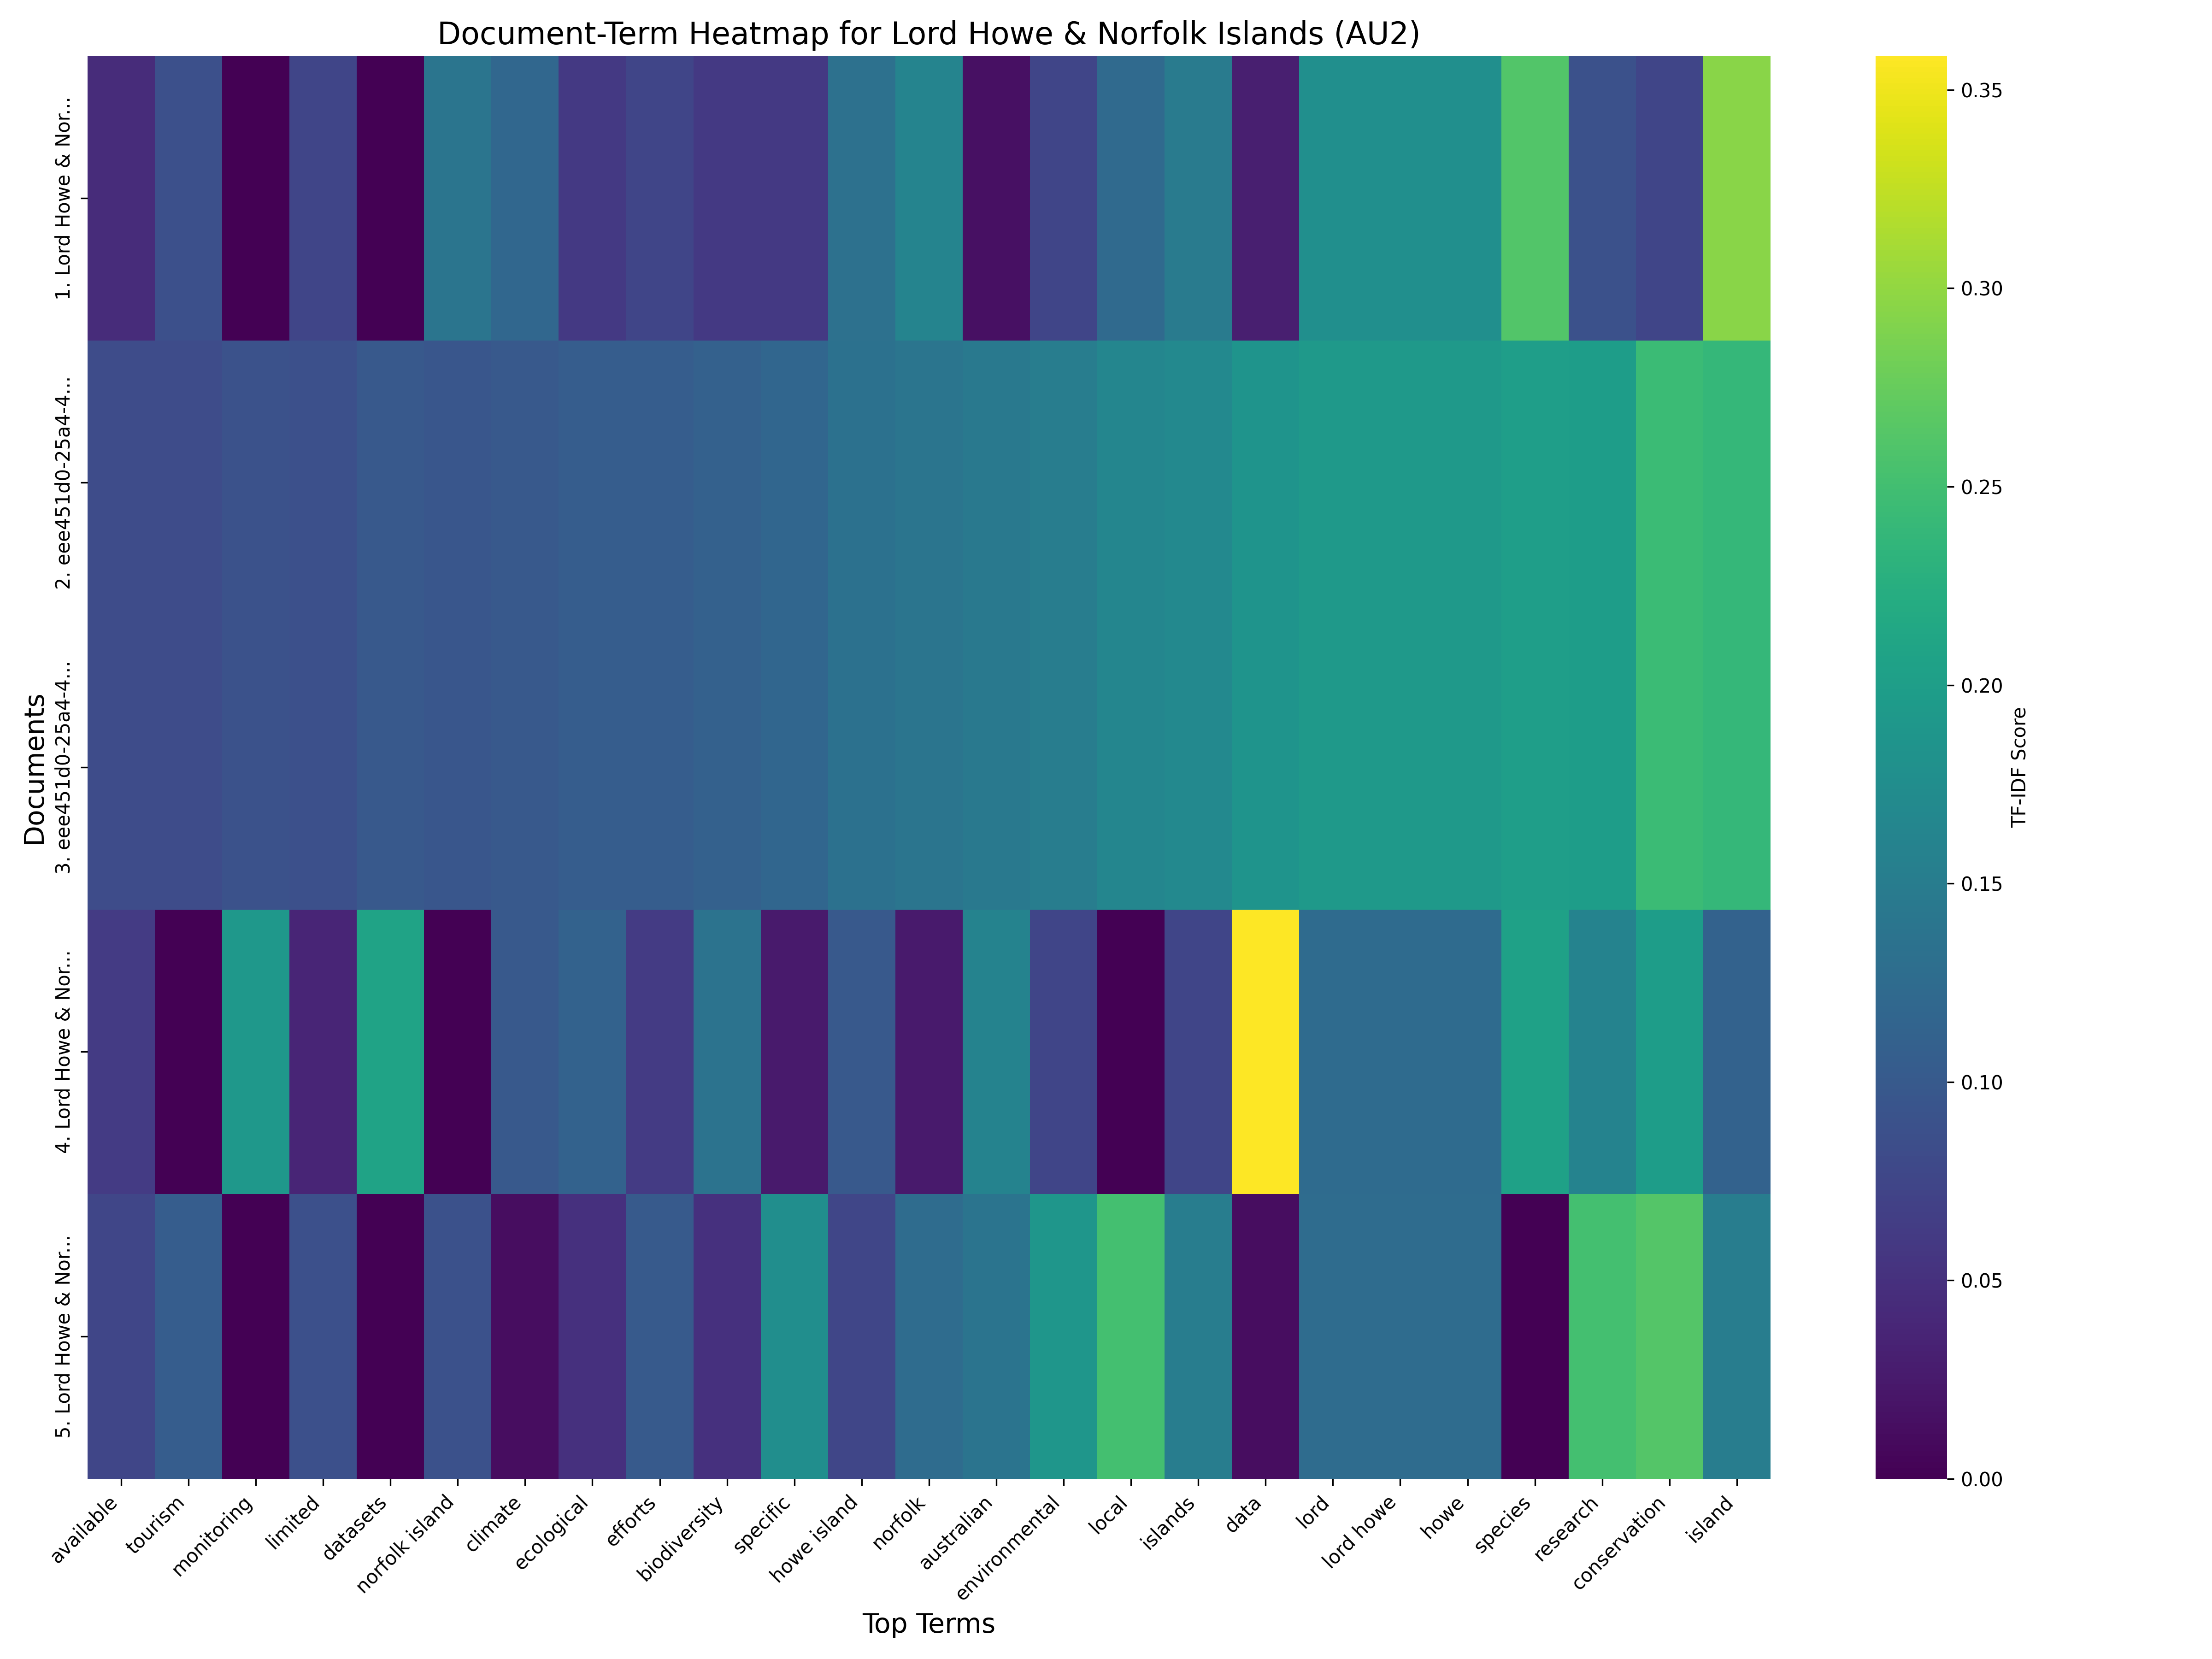 Document-Term Heatmap for Lord Howe & Norfolk Islands (AU2)
Documents
1. Lord Howe & Nor...
2. eee451d0-25a4-4...
3. eee451d0-25a4-4...
4. Lord Howe & Nor...
5. Lord Howe & Nor...
available
tourism
monitoring
limited
datasets
norfolk island
climate
ecological
efforts
biodiversity
specific
howe island
norfolk
australian
environmental
local
islands
data
lord
lord howe
howe
species
research
conservation
island
Top Terms
0.35
0.30
0.25
0.20
0.15
0.10
0.05
0.00
TF-IDF Score